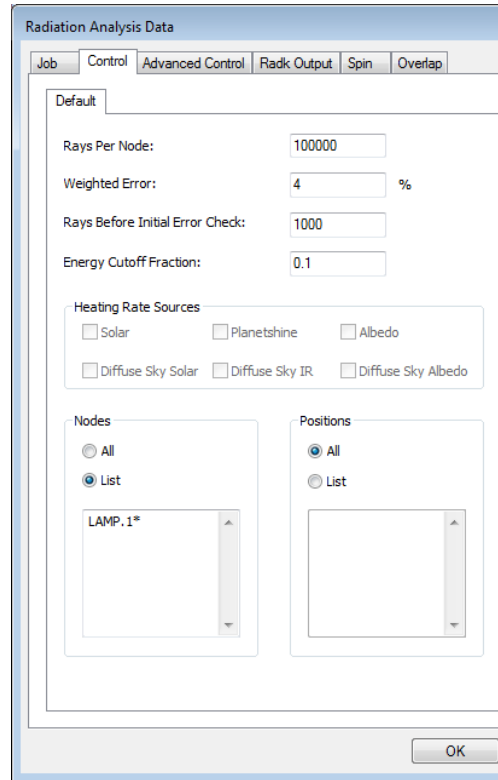 Radiation Analysis Data
Job Control Advanced Control Radk Output Spin Overlap
Default
Rays Per Node: 100000
Weighted Error: 4 %
Rays Before Initial Error Check: 1000
Energy Cutoff Fraction: 0.1
Heating Rate Sources
Solar Planetshine Albedo
Diffuse Sky Solar Diffuse Sky IR Diffuse Sky Albedo
Nodes Positions
All All
List List
LAMP.1*
OK